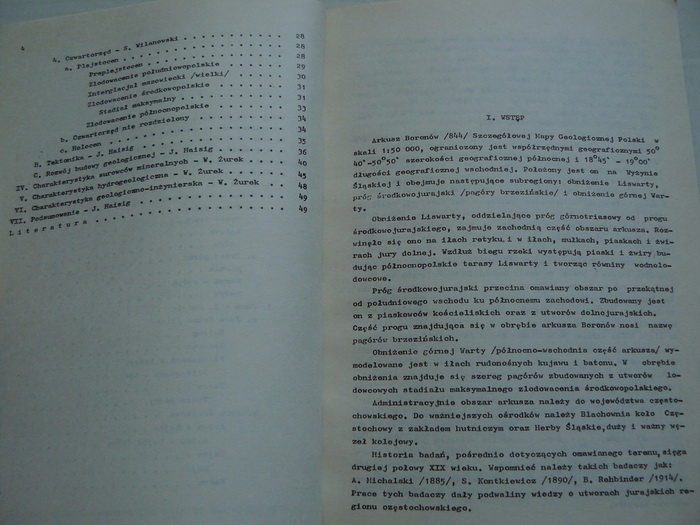 4
4. Czwartorzęd - S. Wilanowski . . . . . . . . . . 28
a. Plejstocen . . . . . . . . . . 28
Preplejstocen . . . . . . . . . . 28
Zlodowacenie południowopolskie . . . . . . . . . . 29
Interglacjał mazowiecki /wielki/ . . . . . . . . . . 30
Zlodowacenie środkowopolskie . . . . . . . . . . 31
Stadiał maksymalny . . . . . . . . . . 31
Zlodowacenie północnopolskie . . . . . . . . . . 33
b. Czwartorzęd nie rozdzielony . . . . . . . . . . 34
c. Holocen . . . . . . . . . . 34
B. Tektonika - J. Haisig . . . . . . . . . . 35
C. Rozwój budowy geologicznej - J. Haisig . . . . . . . . . . 36
IV. Charakterystyka surowców mineralnych - W. Żurek . . . . . . . . . . 40
V. Charakterystyka hydrogeologiczna - W. Żurek . . . . . . . . . . 45
VI. Charakterystyka geologiczno-inżynierska - W. Żurek . . . . . . . . . . 48
VII. Podsumowanie - J. Haisig . . . . . . . . . . 49
Literatura . . . . . . . . . . 49
I. WSTĘP
Arkusz Boronów /844/ Szczegółowej Mapy Geologicznej Polski w
skali 1:50 000, ograniczony jest współrzędnymi geograficznymi 50°
40'-50°50' szerokości geograficznej północnej i 18°45' - 19°00'
długości geograficznej wschodniej. Położony jest on na Wyżynie
Śląskiej i obejmuje następujące subregiony: obniżenie Liswarty,
próg środkowojurajski /pagóry brzezińskie/ i obniżenie górnej War-
ty.
Obniżenie Liswarty, oddzielające próg górnotriasowy od progu
środkowojurajskiego, zajmuje zachodnią część obszaru arkusza. Roz-
winęło się ono na iłach retyku i w iłach, mułkach, piaskach i żwi-
rach jury dolnej. Wzdłuż biegu rzeki występują piaski i żwiry bu-
dując północnopolskie tarasy Liswarty i tworząc równiny wodnolo-
dowcowe.
Próg środkowojurajski przecina omawiany obszar po przekątnej
od południowego wschodu ku północnemu zachodowi. Zbudowany jest
on z piaskowców kościeliskich oraz z utworów dolnojurajskich.
Część progu znajdująca się w obrębie arkusza Boronów nosi nazwę
pagórów brzezińskich.
Obniżenie górnej Warty /północno-wschodnia część arkusza/ wy-
modelowane jest w iłach rudonośnych kujawu i batonu. W obrębie
obniżenia znajduje się szereg pagórów zbudowanych z utworów lo-
dowcowych stadiału maksymalnego zlodowacenia środkowopolskiego.
Administracyjnie obszar arkusza należy do województwa często-
chowskiego. Do ważniejszych ośrodków należy Blachownia koło Czę-
stochowy z zakładem hutniczym oraz Herby Śląskie,duży i ważny wę-
zeł kolejowy.
Historia badań, pośrednio dotyczących omawianego terenu,sięga
drugiej połowy XIX wieku. Wspomnieć należy takich badaczy jak:
A. Michalski /1885/, S. Kontkiewicz /1890/, B. Rehbinder /1914/.
Prace tych badaczy dały podwaliny wiedzy o utworach jurajskich re-
gionu częstochowskiego.